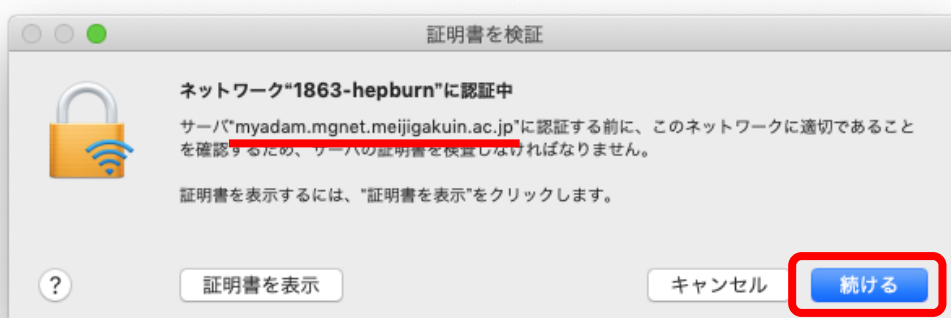 証明書を検証
ネットワーク“1863-hepburn”に認証中
サーバ“myadam.mgnet.meijigakuin.ac.jp”に認証する前に、このネットワークに適切であること
を確認するため、サーバの証明書を検査しなければなりません。
証明書を表示するには、“証明書を表示”をクリックします。
?
証明書を表示
キャンセル
続ける